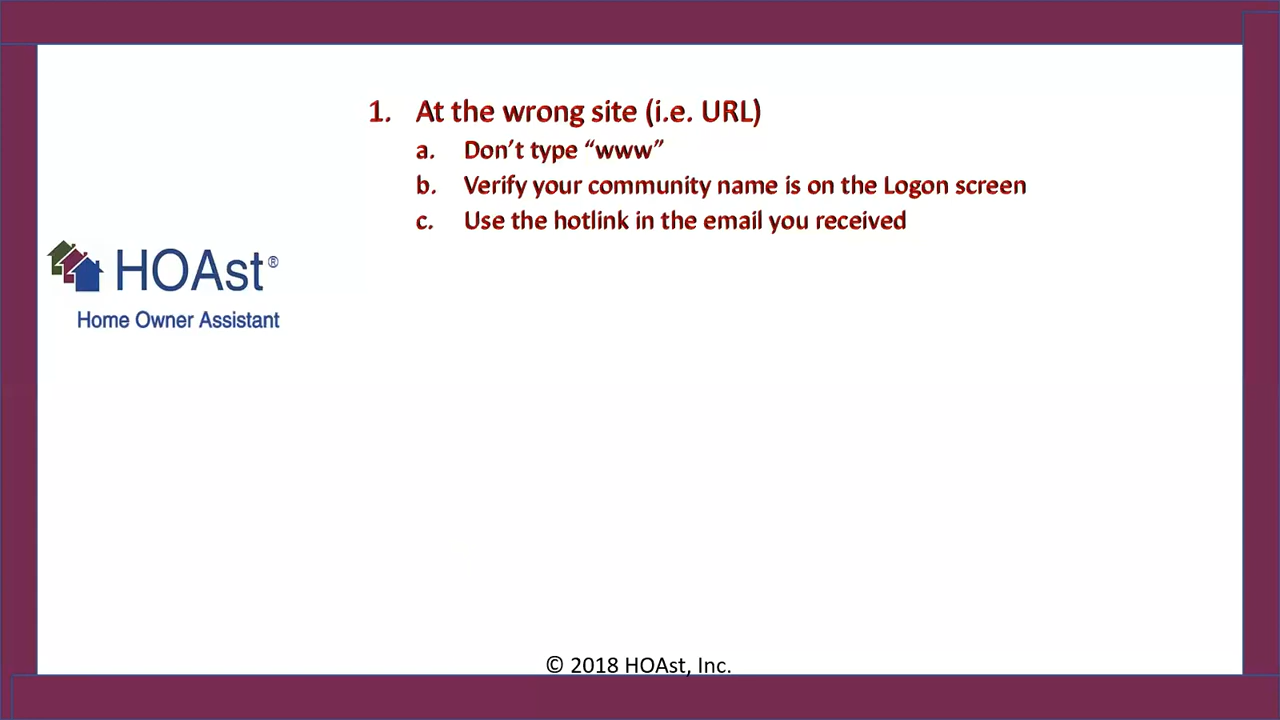 1. At the wrong site (i.e. URL)
a. Don't type “www”
b. Verify your community name is on the Logon screen
c. Use the hotlink in the email you received
HOAst®
Home Owner Assistant
© 2018 HOAst, Inc.